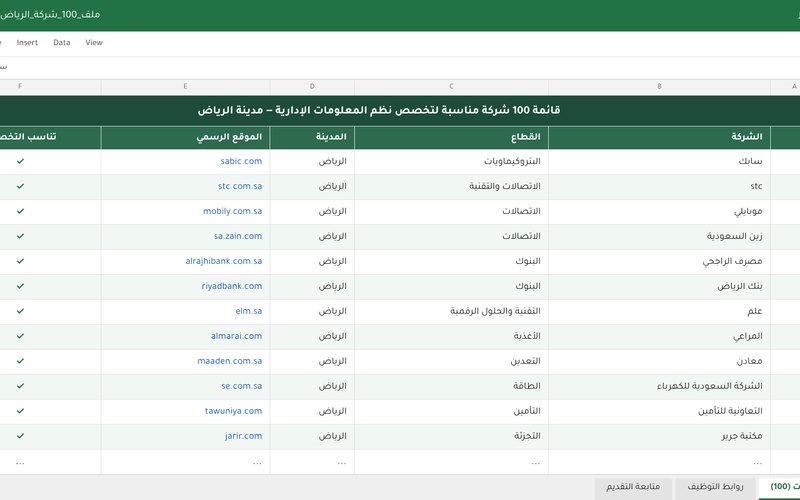 ملف_100_شركة_الرياض
Insert Data View
F E D C B A
قائمة 100 شركة مناسبة لتخصص نظم المعلومات الإدارية – مدينة الرياض
الشركة القطاع المدينة الموقع الرسمي تناسب التخص
سابك البتروكيماويات الرياض sabic.com ✓
stc الاتصالات والتقنية الرياض stc.com.sa ✓
موبايلي الاتصالات الرياض mobily.com.sa ✓
زين السعودية الاتصالات الرياض sa.zain.com ✓
مصرف الراجحي البنوك الرياض alrajhibank.com.sa ✓
بنك الرياض البنوك الرياض riyadbank.com ✓
علم التقنية والحلول الرقمية الرياض elm.sa ✓
المراعي الأغذية الرياض almarai.com ✓
معادن التعدين الرياض maaden.com.sa ✓
الشركة السعودية للكهرباء الطاقة الرياض se.com.sa ✓
التعاونية للتأمين التأمين الرياض tawuniya.com ✓
مكتبة جرير التجزئة الرياض jarir.com ✓
... ... ... ... ...
ت (100) روابط التوظيف متابعة التقديم